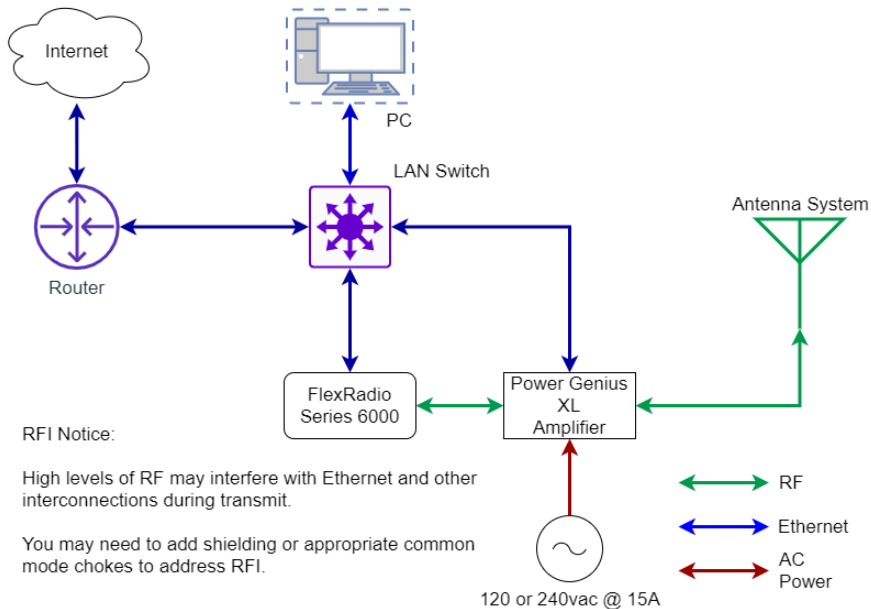 Internet
PC
LAN Switch
Antenna System
Router
FlexRadio
Series 6000
Power Genius
XL
Amplifier
RFI Notice:
High levels of RF may interfere with Ethernet and other
interconnections during transmit.
You may need to add shielding or appropriate common
mode chokes to address RFI.
RF
Ethernet
AC
Power
120 or 240vac @ 15A